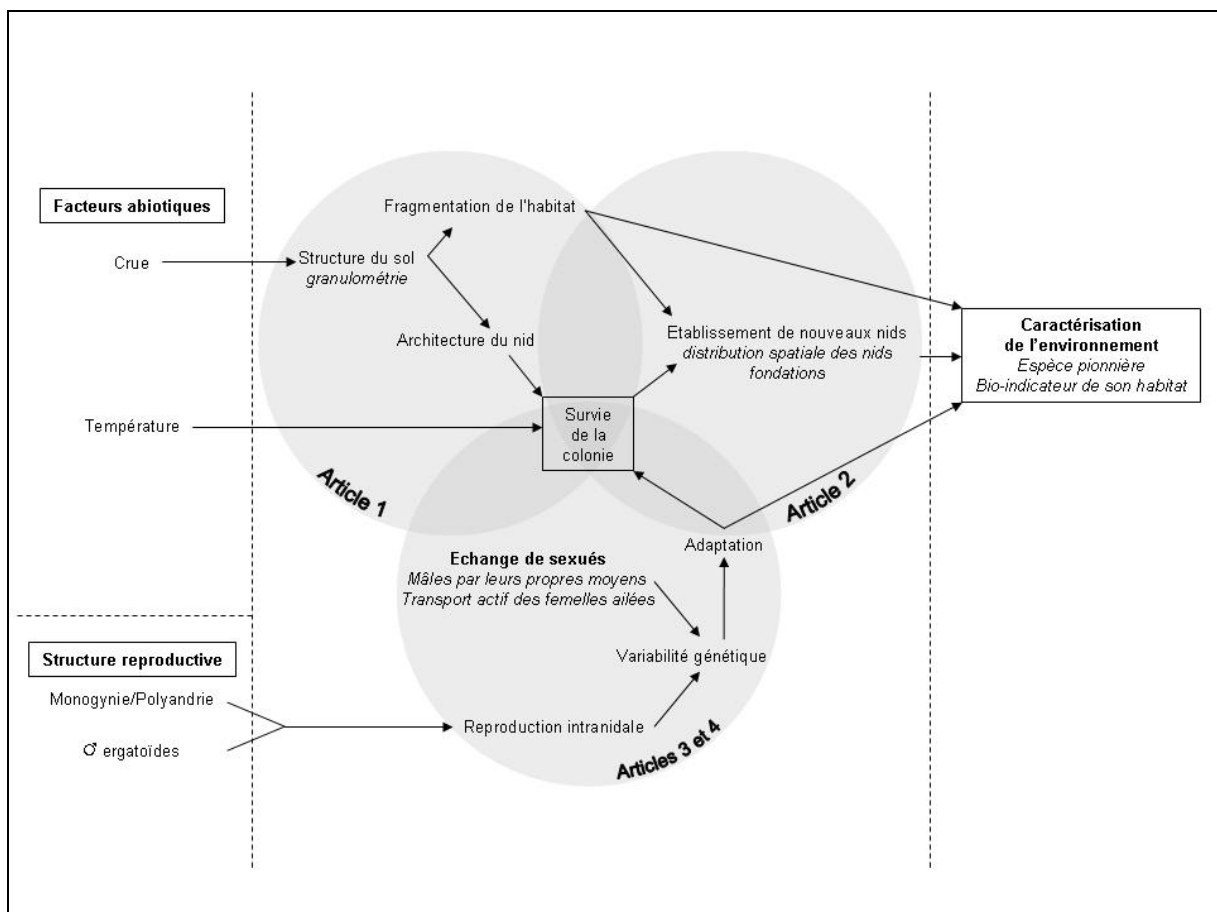 Facteurs abiotiques
Crue
Température
Structure reproductive
Monogynie/Polyandrie
♂ ergatoïdes
Fragmentation de l'habitat
Structure du sol
granulométrie
Architecture du nid
Article 1
Survie
de la
colonie
Etablissement de nouveaux nids
distribution spatiale des nids
fondations
Article 2
Adaptation
Echange de sexués
Mâles par leurs propres moyens
Transport actif des femelles ailées
Variabilité génétique
Reproduction intranidale
Articles 3 et 4
Caractérisation
de l'environnement
Espèce pionnière
Bio-indicateur de son habitat